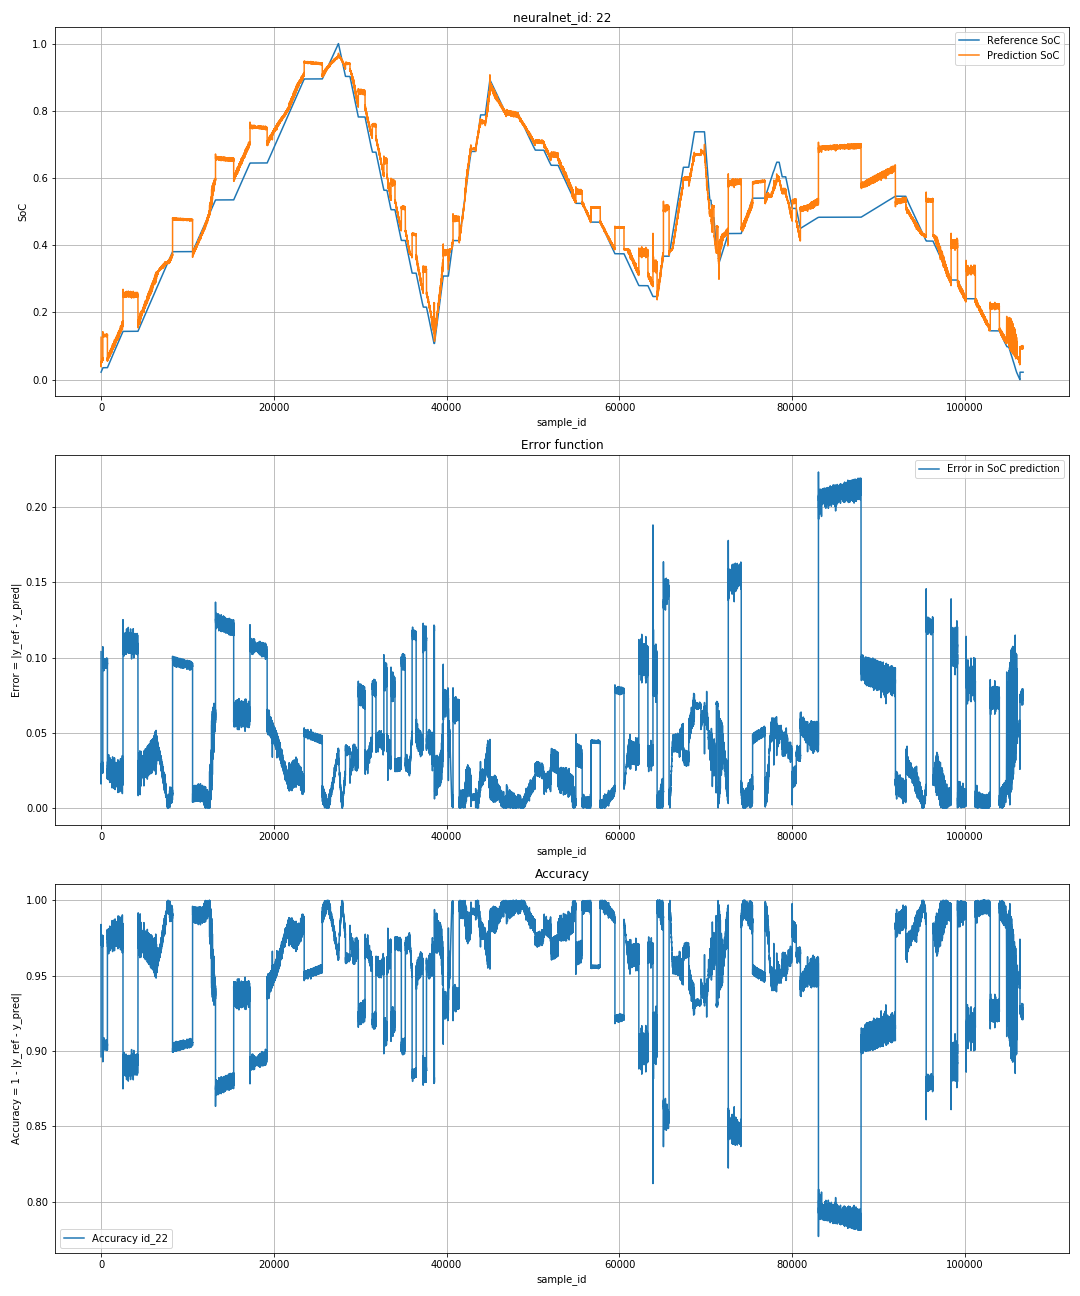 neuralnet_id: 22
Reference SoC
Prediction SoC
SoC
1.0
0.8
0.6
0.4
0.2
0.0
0
20000
40000
60000
80000
100000
sample_id
Error function
Error in SoC prediction
Error = |y_ref - y_pred|
0.20
0.15
0.10
0.05
0.00
0
20000
40000
60000
80000
100000
sample_id
Accuracy
Accuracy = 1 - |y_ref - y_pred|
1.00
0.95
0.90
0.85
0.80
Accuracy id_22
0
20000
40000
60000
80000
100000
sample_id